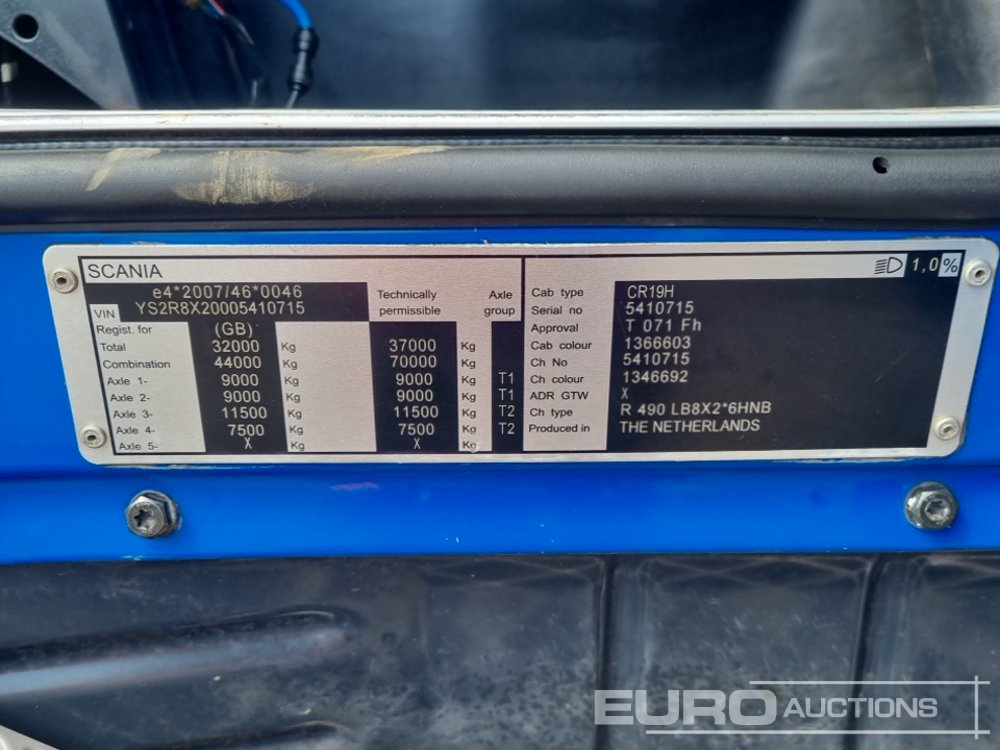 SCANIA
e4*2007/46*0046
VIN YS2R8X20005410715
Technically permissible
Axle group
Regist. for (GB)
Total 32000 Kg 37000 Kg
Combination 44000 Kg 70000 Kg
Axle 1- 9000 Kg 9000 Kg T1
Axle 2- 9000 Kg 9000 Kg T1
Axle 3- 11500 Kg 11500 Kg T2
Axle 4- 7500 Kg 7500 Kg T2
Axle 5- X Kg X Kg
1,0%
Cab type CR19H
Serial no 5410715
Approval T 071 Fh
Cab colour 1366603
Ch No 5410715
Ch colour 1346692
ADR GTW X
Ch type R 490 LB8X2*6HNB
Produced in THE NETHERLANDS
EURO AUCTIONS